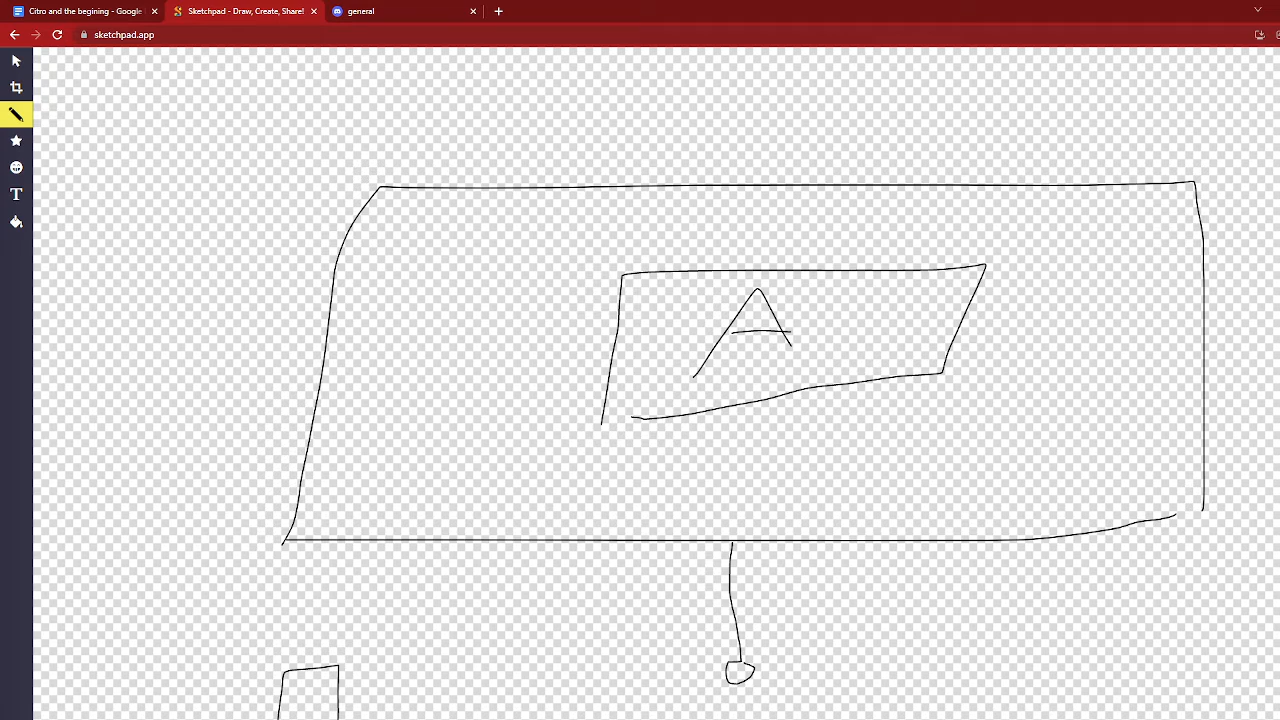 Citro and the begining - Google
Sketchpad - Draw, Create, Share!
general
sketchpad.app
T
A